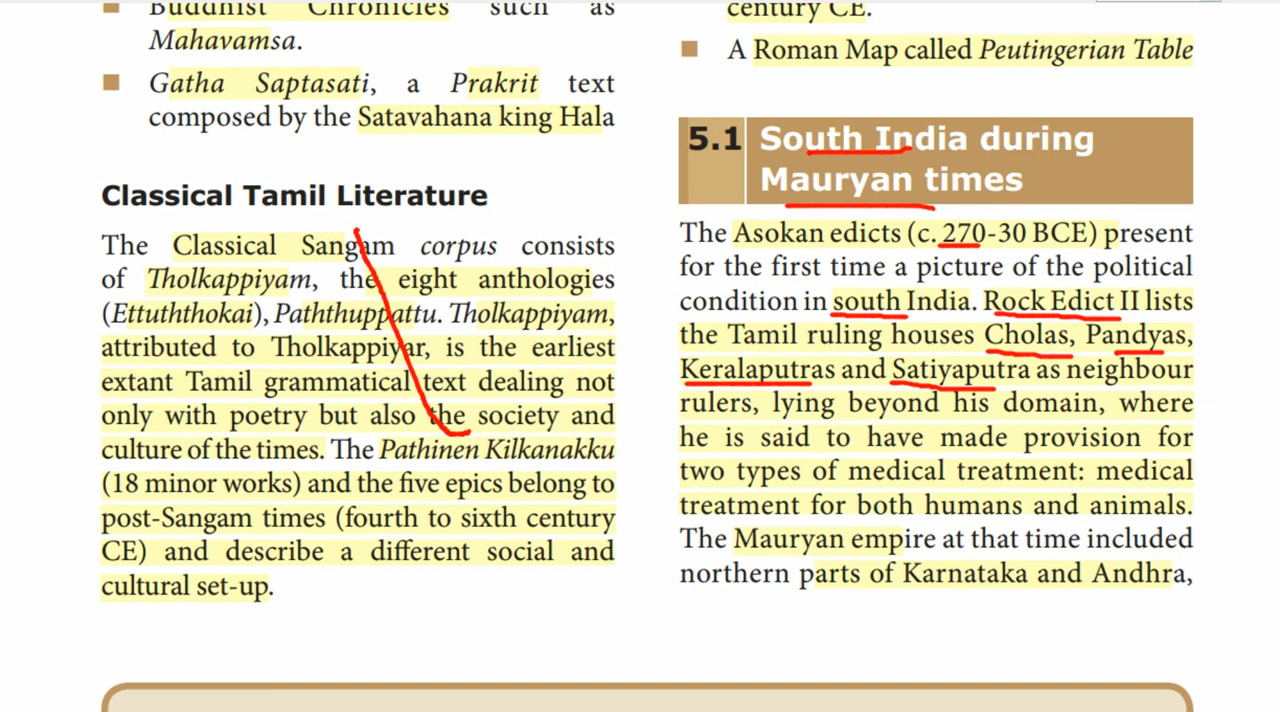 Buddhist Chronicles such as
Mahavamsa.
■ Gatha Saptasati, a Prakrit text
composed by the Satavahana king Hala
Classical Tamil Literature
The Classical Sangam corpus consists
of Tholkappiyam, the eight anthologies
(Ettuththokai), Paththuppattu. Tholkappiyam,
attributed to Tholkappiyar, is the earliest
extant Tamil grammatical text dealing not
only with poetry but also the society and
culture of the times. The Pathinen Kilkanakku
(18 minor works) and the five epics belong to
post-Sangam times (fourth to sixth century
CE) and describe a different social and
cultural set-up.
century CE.
■ A Roman Map called Peutingerian Table
5.1 South India during
Mauryan times
The Asokan edicts (c. 270-30 BCE) present
for the first time a picture of the political
condition in south India. Rock Edict II lists
the Tamil ruling houses Cholas, Pandyas,
Keralaputras and Satiyaputra as neighbour
rulers, lying beyond his domain, where
he is said to have made provision for
two types of medical treatment: medical
treatment for both humans and animals.
The Mauryan empire at that time included
northern parts of Karnataka and Andhra,